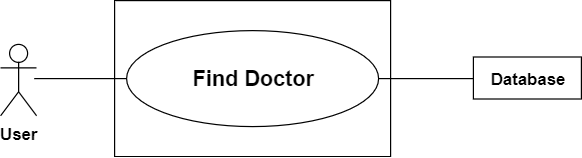 Find Doctor
Database
User